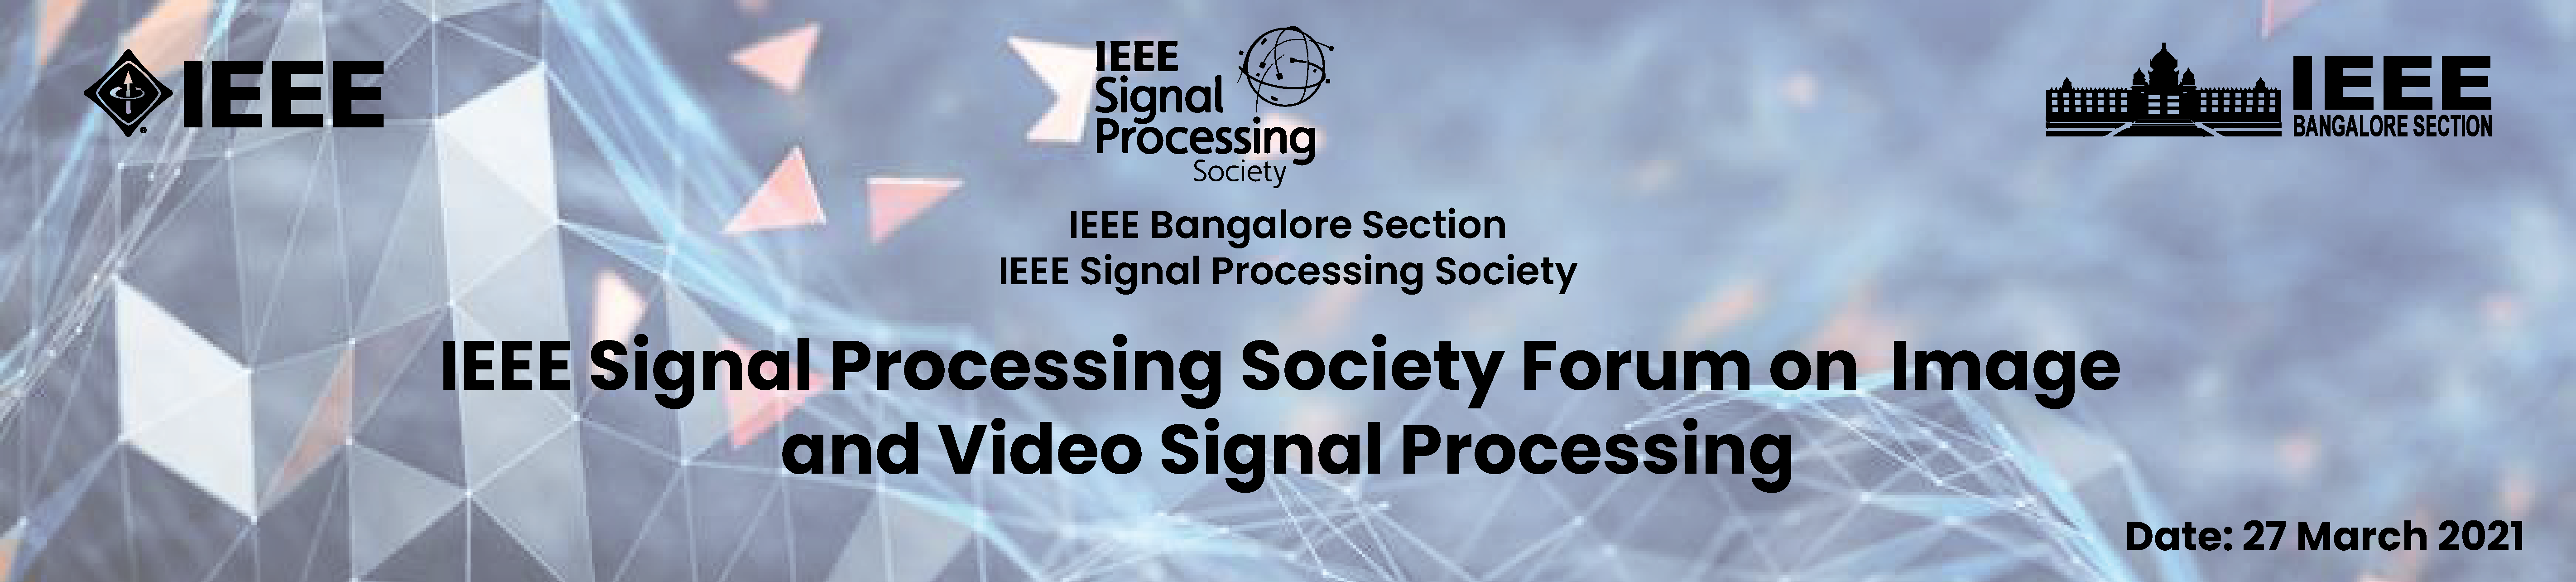 IEEE
IEEE
Signal
Processing
Society
IEEE
BANGALORE SECTION
IEEE Bangalore Section
IEEE Signal Processing Society
IEEE Signal Processing Society Forum on Image
and Video Signal Processing
Date: 27 March 2021